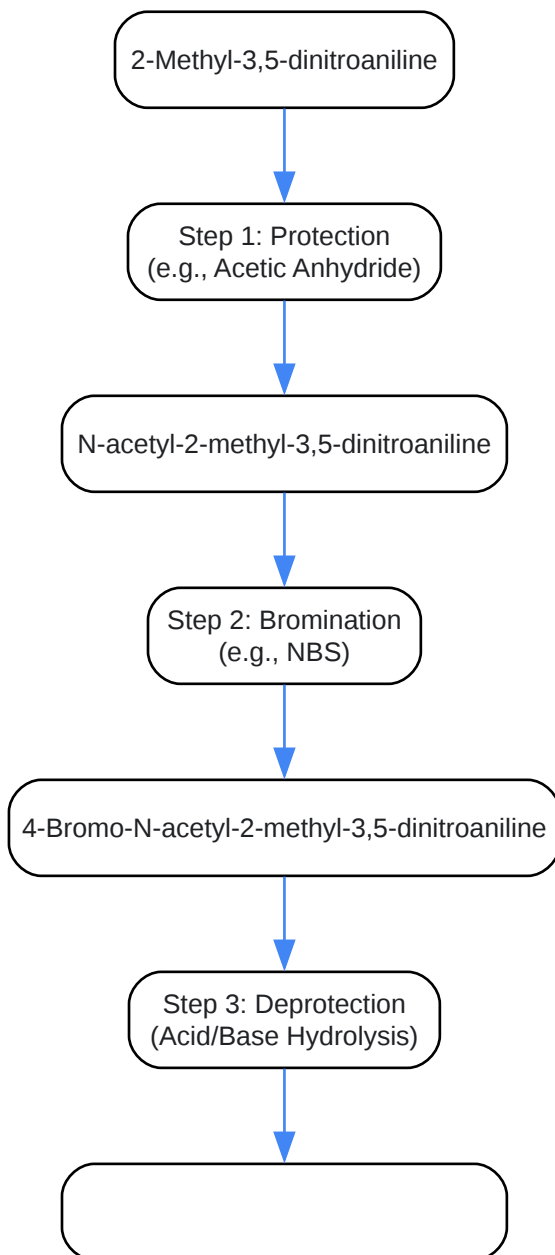 2-Methyl-3,5-dinitroaniline
Step 1: Protection
(e.g., Acetic Anhydride)
N-acetyl-2-methyl-3,5-dinitroaniline
Step 2: Bromination
(e.g., NBS)
4-Bromo-N-acetyl-2-methyl-3,5-dinitroaniline
Step 3: Deprotection
(Acid/Base Hydrolysis)